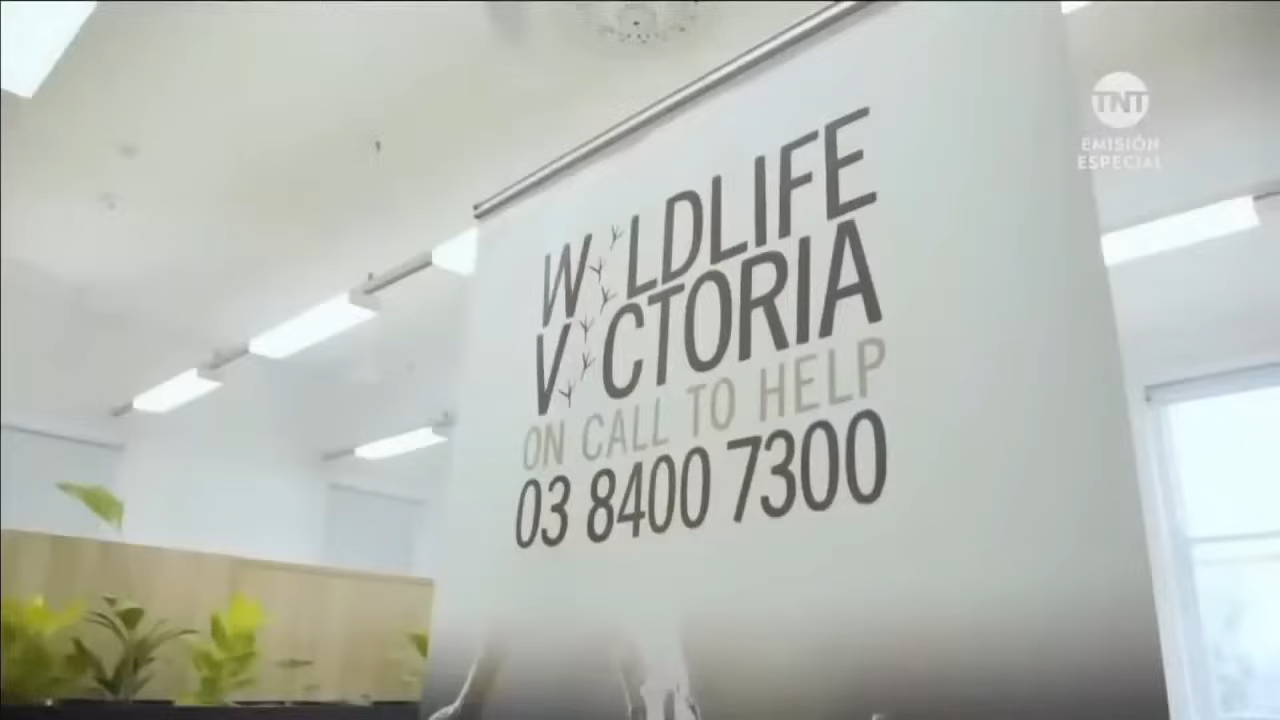 TNT
EMISIÓN
ESPECIAL
WILDLIFE
VICTORIA
ON CALL TO HELP
03 8400 7300